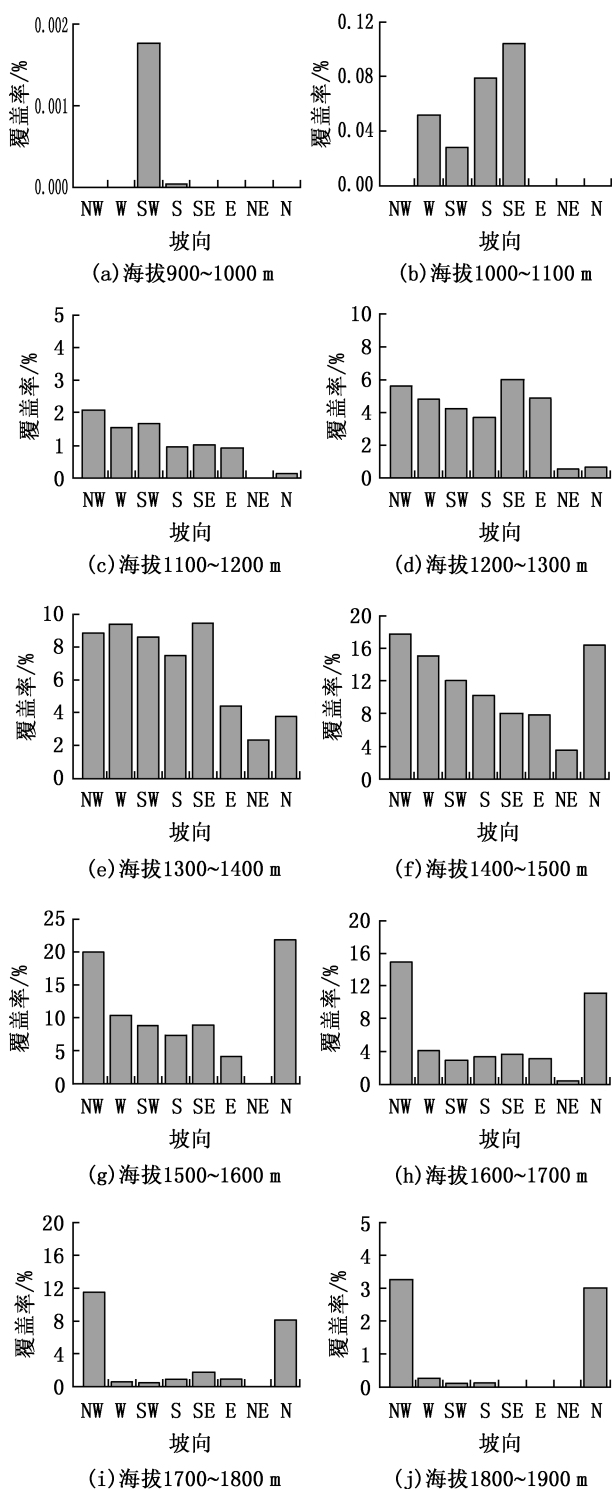 覆盖率/%
0.002
0.001
0.000
NW W SW S SE E NE N
坡向
(a)海拔900~1000 m
覆盖率/%
0.12
0.08
0.04
0.00
NW W SW S SE E NE N
坡向
(b)海拔1000~1100 m
覆盖率/%
5
4
3
2
1
0
NW W SW S SE E NE N
坡向
(c)海拔1100~1200 m
覆盖率/%
10
8
6
4
2
0
NW W SW S SE E NE N
坡向
(d)海拔1200~1300 m
覆盖率/%
10
8
6
4
2
0
NW W SW S SE E NE N
坡向
(e)海拔1300~1400 m
覆盖率/%
20
16
12
8
4
0
NW W SW S SE E NE N
坡向
(f)海拔1400~1500 m
覆盖率/%
25
20
15
10
5
0
NW W SW S SE E NE N
坡向
(g)海拔1500~1600 m
覆盖率/%
20
16
12
8
4
0
NW W SW S SE E NE N
坡向
(h)海拔1600~1700 m
覆盖率/%
20
16
12
8
4
0
NW W SW S SE E NE N
坡向
(i)海拔1700~1800 m
覆盖率/%
5
4
3
2
1
0
NW W SW S SE E NE N
坡向
(j)海拔1800~1900 m